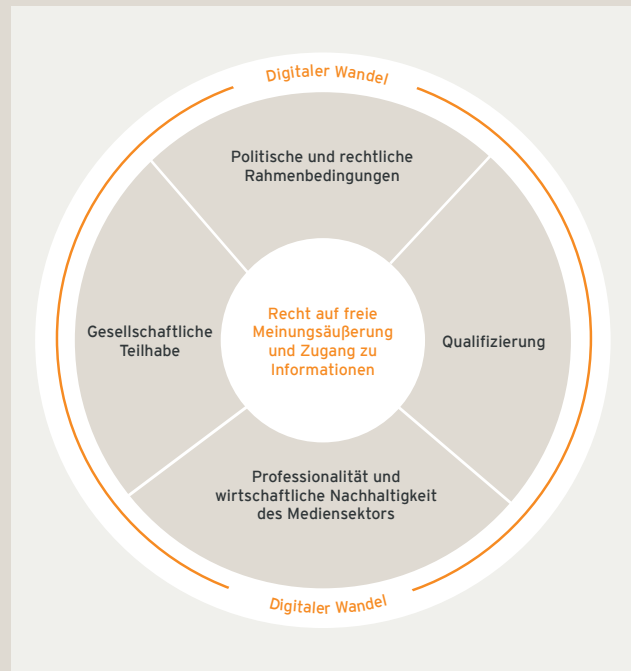 Digitaler Wandel
Politische und rechtliche
Rahmenbedingungen
Gesellschaftliche
Teilhabe
Recht auf freie
Meinungsäußerung
und Zugang zu
Informationen
Qualifizierung
Professionalität und
wirtschaftliche Nachhaltigkeit
des Mediensektors
Digitaler Wandel